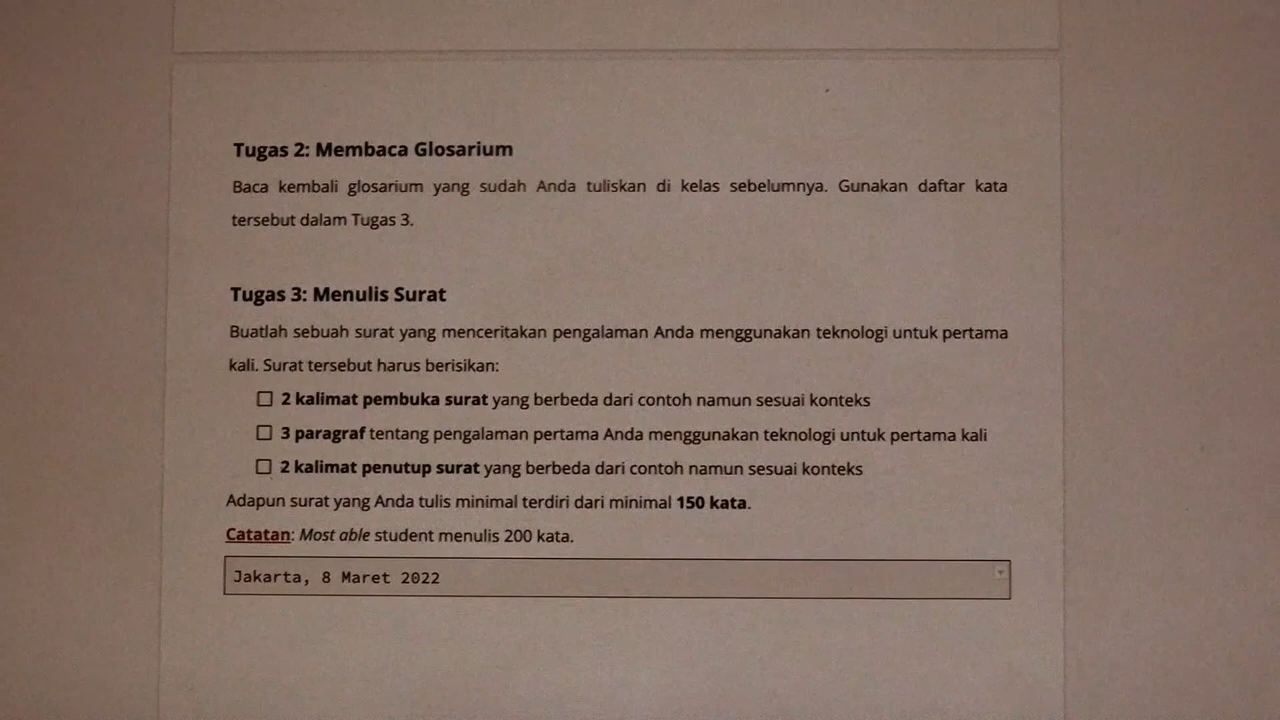 Tugas 2: Membaca Glosarium
Baca kembali glosarium yang sudah Anda tuliskan di kelas sebelumnya. Gunakan daftar kata
tersebut dalam Tugas 3.
Tugas 3: Menulis Surat
Buatlah sebuah surat yang menceritakan pengalaman Anda menggunakan teknologi untuk pertama
kali. Surat tersebut harus berisikan:
☐ 2 kalimat pembuka surat yang berbeda dari contoh namun sesuai konteks
☐ 3 paragraf tentang pengalaman pertama Anda menggunakan teknologi untuk pertama kali
☐ 2 kalimat penutup surat yang berbeda dari contoh namun sesuai konteks
Adapun surat yang Anda tulis minimal terdiri dari minimal 150 kata.
Catatan: Most able student menulis 200 kata.
Jakarta, 8 Maret 2022